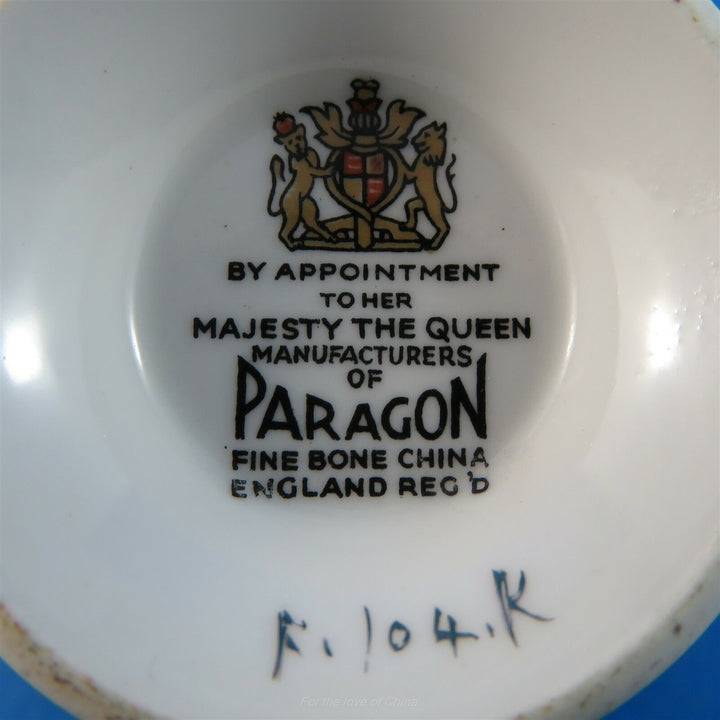 BY APPOINTMENT
TO HER
MAJESTY THE QUEEN
MANUFACTURERS
OF
PARAGON
FINE BONE CHINA
ENGLAND REG'D
F.104.K
For the love of China